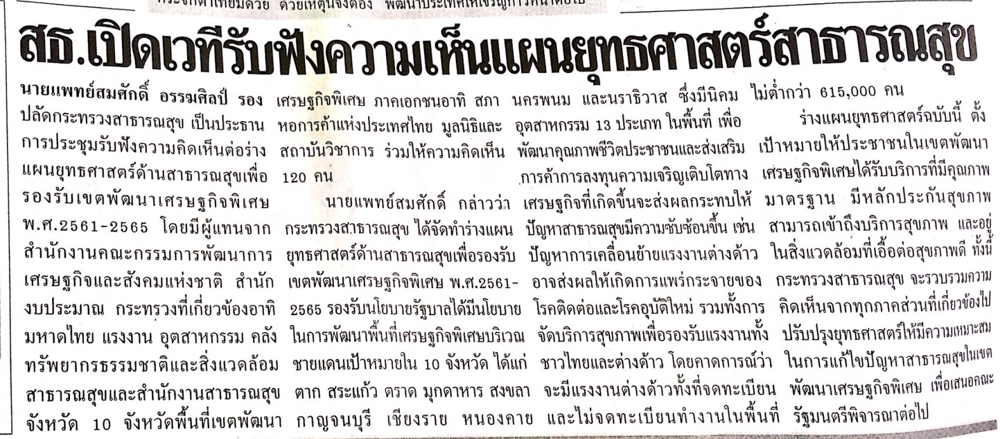 กระจกตาเทียมด้วย ด้วยเหตุนี้จึงต้อง พัฒนาประเทศให้เจริญก้าวหน้าต่อไป
สธ.เปิดเวทีรับฟังความเห็นแผนยุทธศาสตร์สาธารณสุข
นายแพทย์สมศักดิ์ อรรฆศิลป์ รอง
ปลัดกระทรวงสาธารณสุข เป็นประธาน
การประชุมรับฟังความคิดเห็นต่อร่าง
แผนยุทธศาสตร์ด้านสาธารณสุขเพื่อ
รองรับเขตพัฒนาเศรษฐกิจพิเศษ
พ.ศ.2561-2565 โดยมีผู้แทนจาก
สำนักงานคณะกรรมการพัฒนาการ
เศรษฐกิจและสังคมแห่งชาติ สำนัก
งบประมาณ กระทรวงที่เกี่ยวข้องอาทิ
มหาดไทย แรงงาน อุตสาหกรรม คลัง
ทรัพยากรธรรมชาติและสิ่งแวดล้อม
สาธารณสุขและสำนักงานสาธารณสุข
จังหวัด 10 จังหวัดพื้นที่เขตพัฒนา
เศรษฐกิจพิเศษ ภาคเอกชนอาทิ สภา
หอการค้าแห่งประเทศไทย มูลนิธิและ
สถาบันวิชาการ ร่วมให้ความคิดเห็น
120 คน
นายแพทย์สมศักดิ์ กล่าวว่า
กระทรวงสาธารณสุข ได้จัดทำร่างแผน
ยุทธศาสตร์ด้านสาธารณสุขเพื่อรองรับ
เขตพัฒนาเศรษฐกิจพิเศษ พ.ศ.2561-
2565 รองรับนโยบายรัฐบาลได้มีนโยบาย
ในการพัฒนาพื้นที่เศรษฐกิจพิเศษบริเวณ
ชายแดนเป้าหมายใน 10 จังหวัด ได้แก่
ตาก สระแก้ว ตราด มุกดาหาร สงขลา
กาญจนบุรี เชียงราย หนองคาย
นครพนม และนราธิวาส ซึ่งมีนิคม
อุตสาหกรรม 13 ประเภท ในพื้นที่ เพื่อ
พัฒนาคุณภาพชีวิตประชาชนและส่งเสริม
การค้าการลงทุนความเจริญเติบโตทาง
เศรษฐกิจที่เกิดขึ้นจะส่งผลกระทบให้
ปัญหาสาธารณสุขมีความซับซ้อนขึ้น เช่น
ปัญหาการเคลื่อนย้ายแรงงานต่างด้าว
อาจส่งผลให้เกิดการแพร่กระจายของ
โรคติดต่อและโรคอุบัติใหม่ รวมทั้งการ
จัดบริการสุขภาพเพื่อรองรับแรงงานทั้ง
ชาวไทยและต่างด้าว โดยคาดการณ์ว่า
จะมีแรงงานต่างด้าวทั้งที่จดทะเบียน
และไม่จดทะเบียนทำงานในพื้นที่
ไม่ต่ำกว่า 615,000 คน
ร่างแผนยุทธศาสตร์ฉบับนี้ ตั้ง
เป้าหมายให้ประชาชนในเขตพัฒนา
เศรษฐกิจพิเศษได้รับบริการที่มีคุณภาพ
มาตรฐาน มีหลักประกันสุขภาพ
สามารถเข้าถึงบริการสุขภาพ และอยู่
ในสิ่งแวดล้อมที่เอื้อต่อสุขภาพดี ทั้งนี้
กระทรวงสาธารณสุข จะรวบรวมความ
คิดเห็นจากทุกภาคส่วนที่เกี่ยวข้องไป
ปรับปรุงยุทธศาสตร์ให้มีความเหมาะสม
ในการแก้ไขปัญหาสาธารณสุขในเขต
พัฒนาเศรษฐกิจพิเศษ เพื่อเสนอคณะ
รัฐมนตรีพิจารณาต่อไป